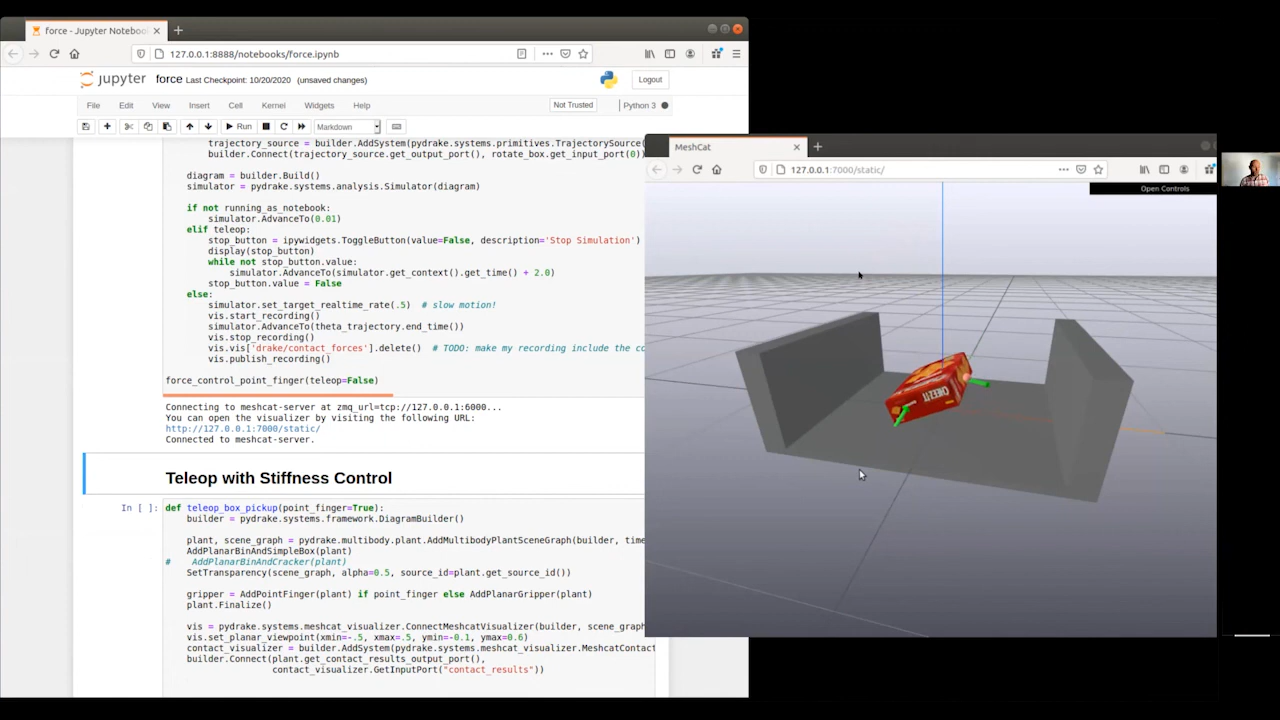 force - Jupyter Noteboo
127.0.0.1:8888/notebooks/force.ipynb
jupyter force Last Checkpoint: 10/20/2020 (unsaved changes)
Logout
File Edit View Insert Cell Kernel Widgets Help
Not Trusted
Python 3
Run
Markdown
trajectory_source = builder.AddSystem(pydrake.systems.primitives.TrajectorySource(
builder.Connect(trajectory_source.get_output_port(), rotate_box.get_input_port(0))
diagram = builder.Build()
simulator = pydrake.systems.analysis.Simulator(diagram)
if not running_as_notebook:
simulator.AdvanceTo(0.01)
elif teleop:
stop_button = ipywidgets.ToggleButton(value=False, description='Stop Simulation')
display(stop_button)
while not stop_button.value:
simulator.AdvanceTo(simulator.get_context().get_time() + 2.0)
stop_button.value = False
else:
simulator.set_target_realtime_rate(.5) # slow motion!
vis.start_recording()
simulator.AdvanceTo(theta_trajectory.end_time())
vis.stop_recording()
vis.vis['drake/contact_forces'].delete() # TODO: make my recording include the co
vis.publish_recording()
force_control_point_finger(teleop=False)
Connecting to meshcat-server at zmq_url=tcp://127.0.0.1:6000...
You can open the visualizer by visiting the following URL:
http://127.0.0.1:7000/static/
Connected to meshcat-server.
Teleop with Stiffness Control
In [ ]: def teleop_box_pickup(point_finger=True):
builder = pydrake.systems.framework.DiagramBuilder()
plant, scene_graph = pydrake.multibody.plant.AddMultibodyPlantSceneGraph(builder, time
AddPlanarBinAndSimpleBox(plant)
# AddPlanarBinAndCracker(plant)
SetTransparency(scene_graph, alpha=0.5, source_id=plant.get_source_id())
gripper = AddPointFinger(plant) if point_finger else AddPlanarGripper(plant)
plant.Finalize()
vis = pydrake.systems.meshcat_visualizer.ConnectMeshcatVisualizer(builder, scene_graph
vis.set_planar_viewpoint(xmin=-.5, xmax=.5, ymin=-0.1, ymax=0.6)
contact_visualizer = builder.AddSystem(pydrake.systems.meshcat_visualizer.MeshcatContact
builder.Connect(plant.get_contact_results_output_port(),
contact_visualizer.GetInputPort("contact_results"))
MeshCat
127.0.0.1:7000/static/
Open Controls
CHEEZ IT